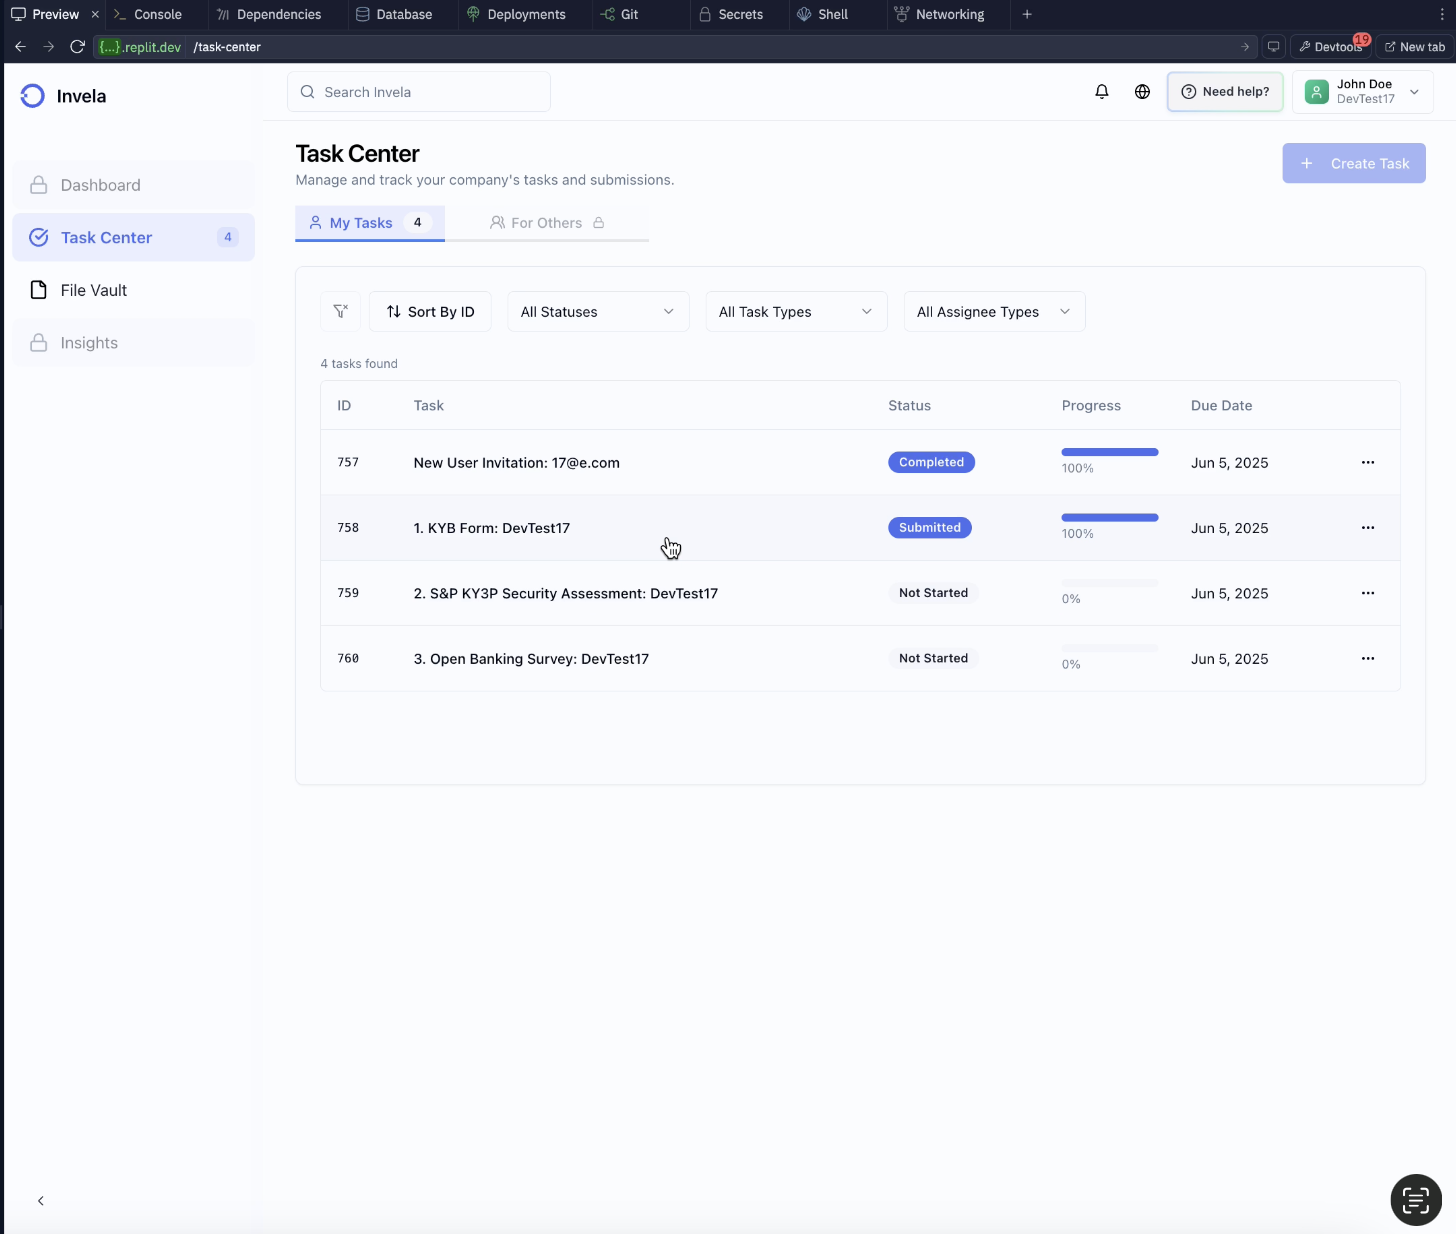 Preview Console Dependencies Database Deployments Git Secrets Shell Networking
{...}.replit.dev /task-center Devtools 19 New tab
Invela
Search Invela
Need help?
John Doe
DevTest17
Dashboard
Task Center 4
File Vault
Insights
Task Center
Manage and track your company's tasks and submissions.
Create Task
My Tasks 4 For Others
Sort By ID All Statuses All Task Types All Assignee Types
4 tasks found
ID Task Status Progress Due Date
757 New User Invitation: 17@e.com Completed 100% Jun 5, 2025
758 1. KYB Form: DevTest17 Submitted 100% Jun 5, 2025
759 2. S&P KY3P Security Assessment: DevTest17 Not Started 0% Jun 5, 2025
760 3. Open Banking Survey: DevTest17 Not Started 0% Jun 5, 2025